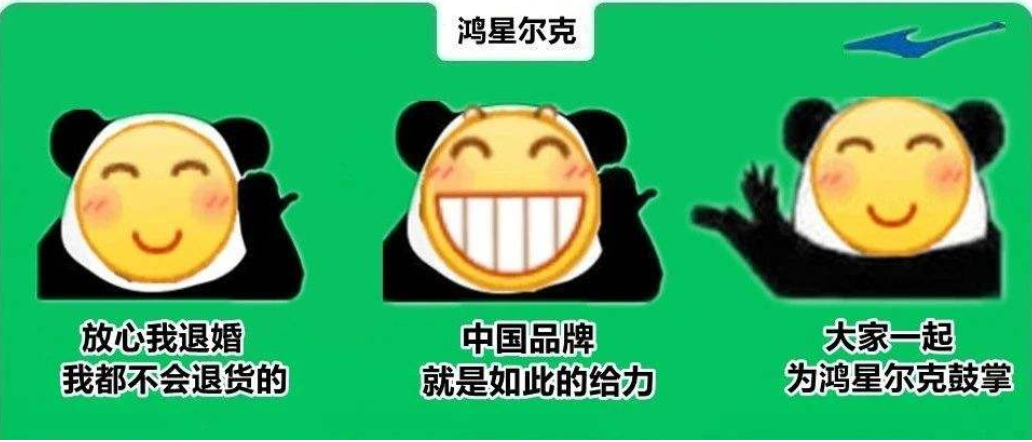 鸿星尔克
放心我退婚
我都不会退货的
中国品牌
就是如此的给力
大家一起
为鸿星尔克鼓掌